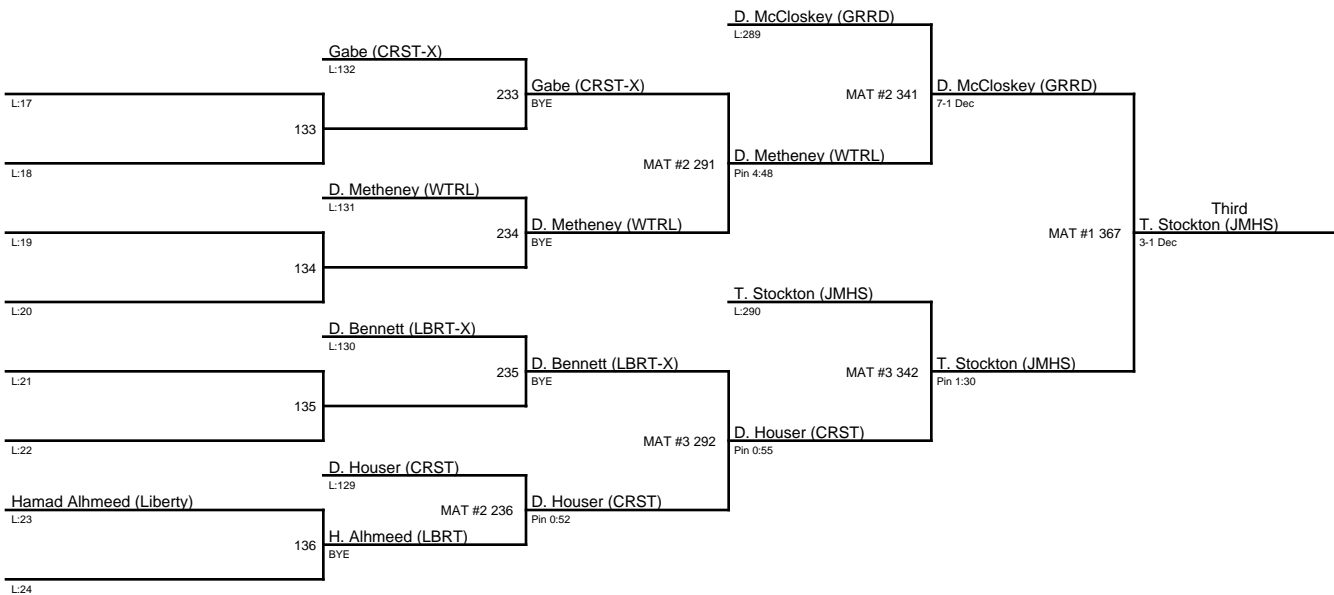 D. McCloskey (GRRD)
L:289
Gabe (CRST-X)
L:132
L:17
233
Gabe (CRST-X)
BYE
MAT #2 341
D. McCloskey (GRRD)
7-1 Dec
133
L:18
MAT #2 291
D. Metheney (WTRL)
Pin 4:48
D. Metheney (WTRL)
L:131
L:19
234
D. Metheney (WTRL)
BYE
MAT #1 367
Third
T. Stockton (JMHS)
3-1 Dec
134
L:20
T. Stockton (JMHS)
L:290
D. Bennett (LBRT-X)
L:130
L:21
235
D. Bennett (LBRT-X)
BYE
MAT #3 342
T. Stockton (JMHS)
Pin 1:30
135
L:22
MAT #3 292
D. Houser (CRST)
Pin 0:55
D. Houser (CRST)
L:129
Hamad Alhmeed (Liberty)
L:23
MAT #2 236
D. Houser (CRST)
Pin 0:52
136
H. Alhmeed (LBRT)
BYE
L:24